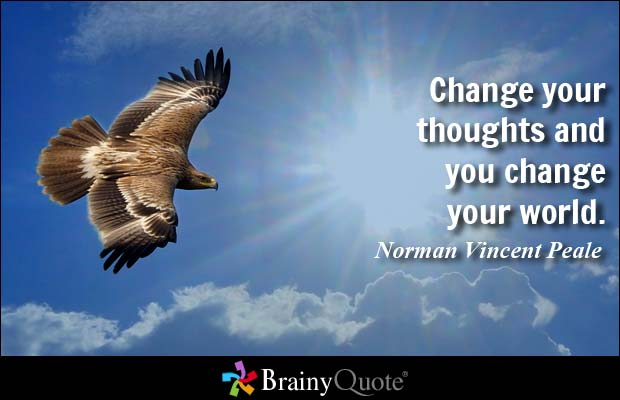 Change your
thoughts and
you change
your world.
Norman Vincent Peale
BrainyQuote®